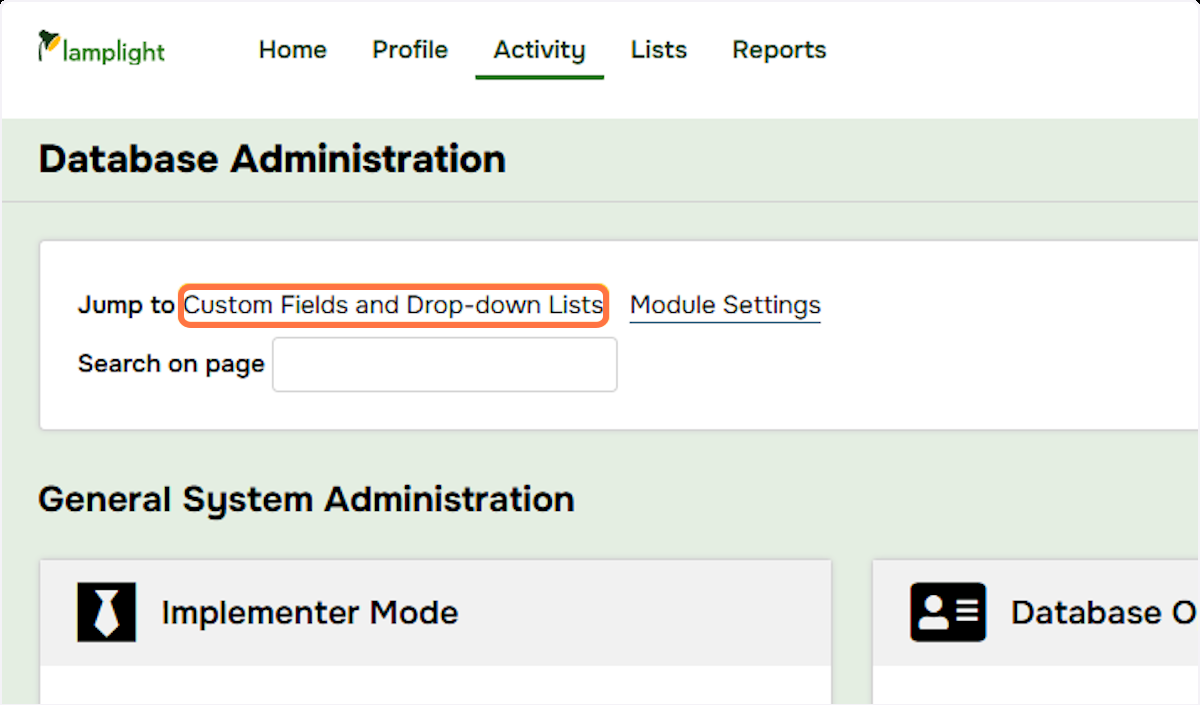 lamplight
Home Profile Activity Lists Reports
Database Administration
Jump to Custom Fields and Drop-down Lists Module Settings
Search on page
General System Administration
Implementer Mode
Database O